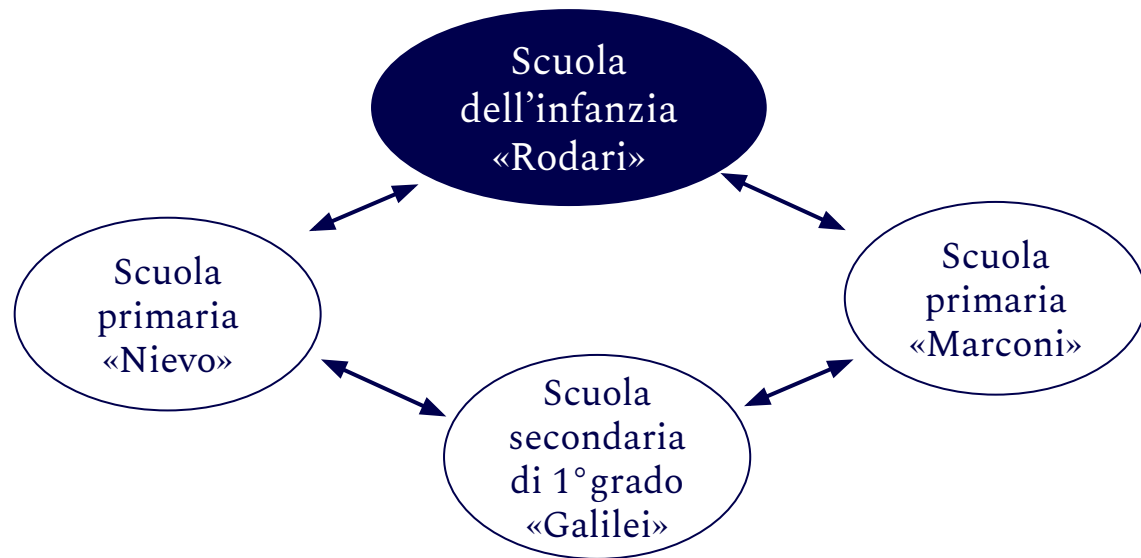 Scuola
dell’infanzia
«Rodari»
Scuola
primaria
«Nievo»
Scuola
primaria
«Marconi»
Scuola
secondaria
di 1°grado
«Galilei»